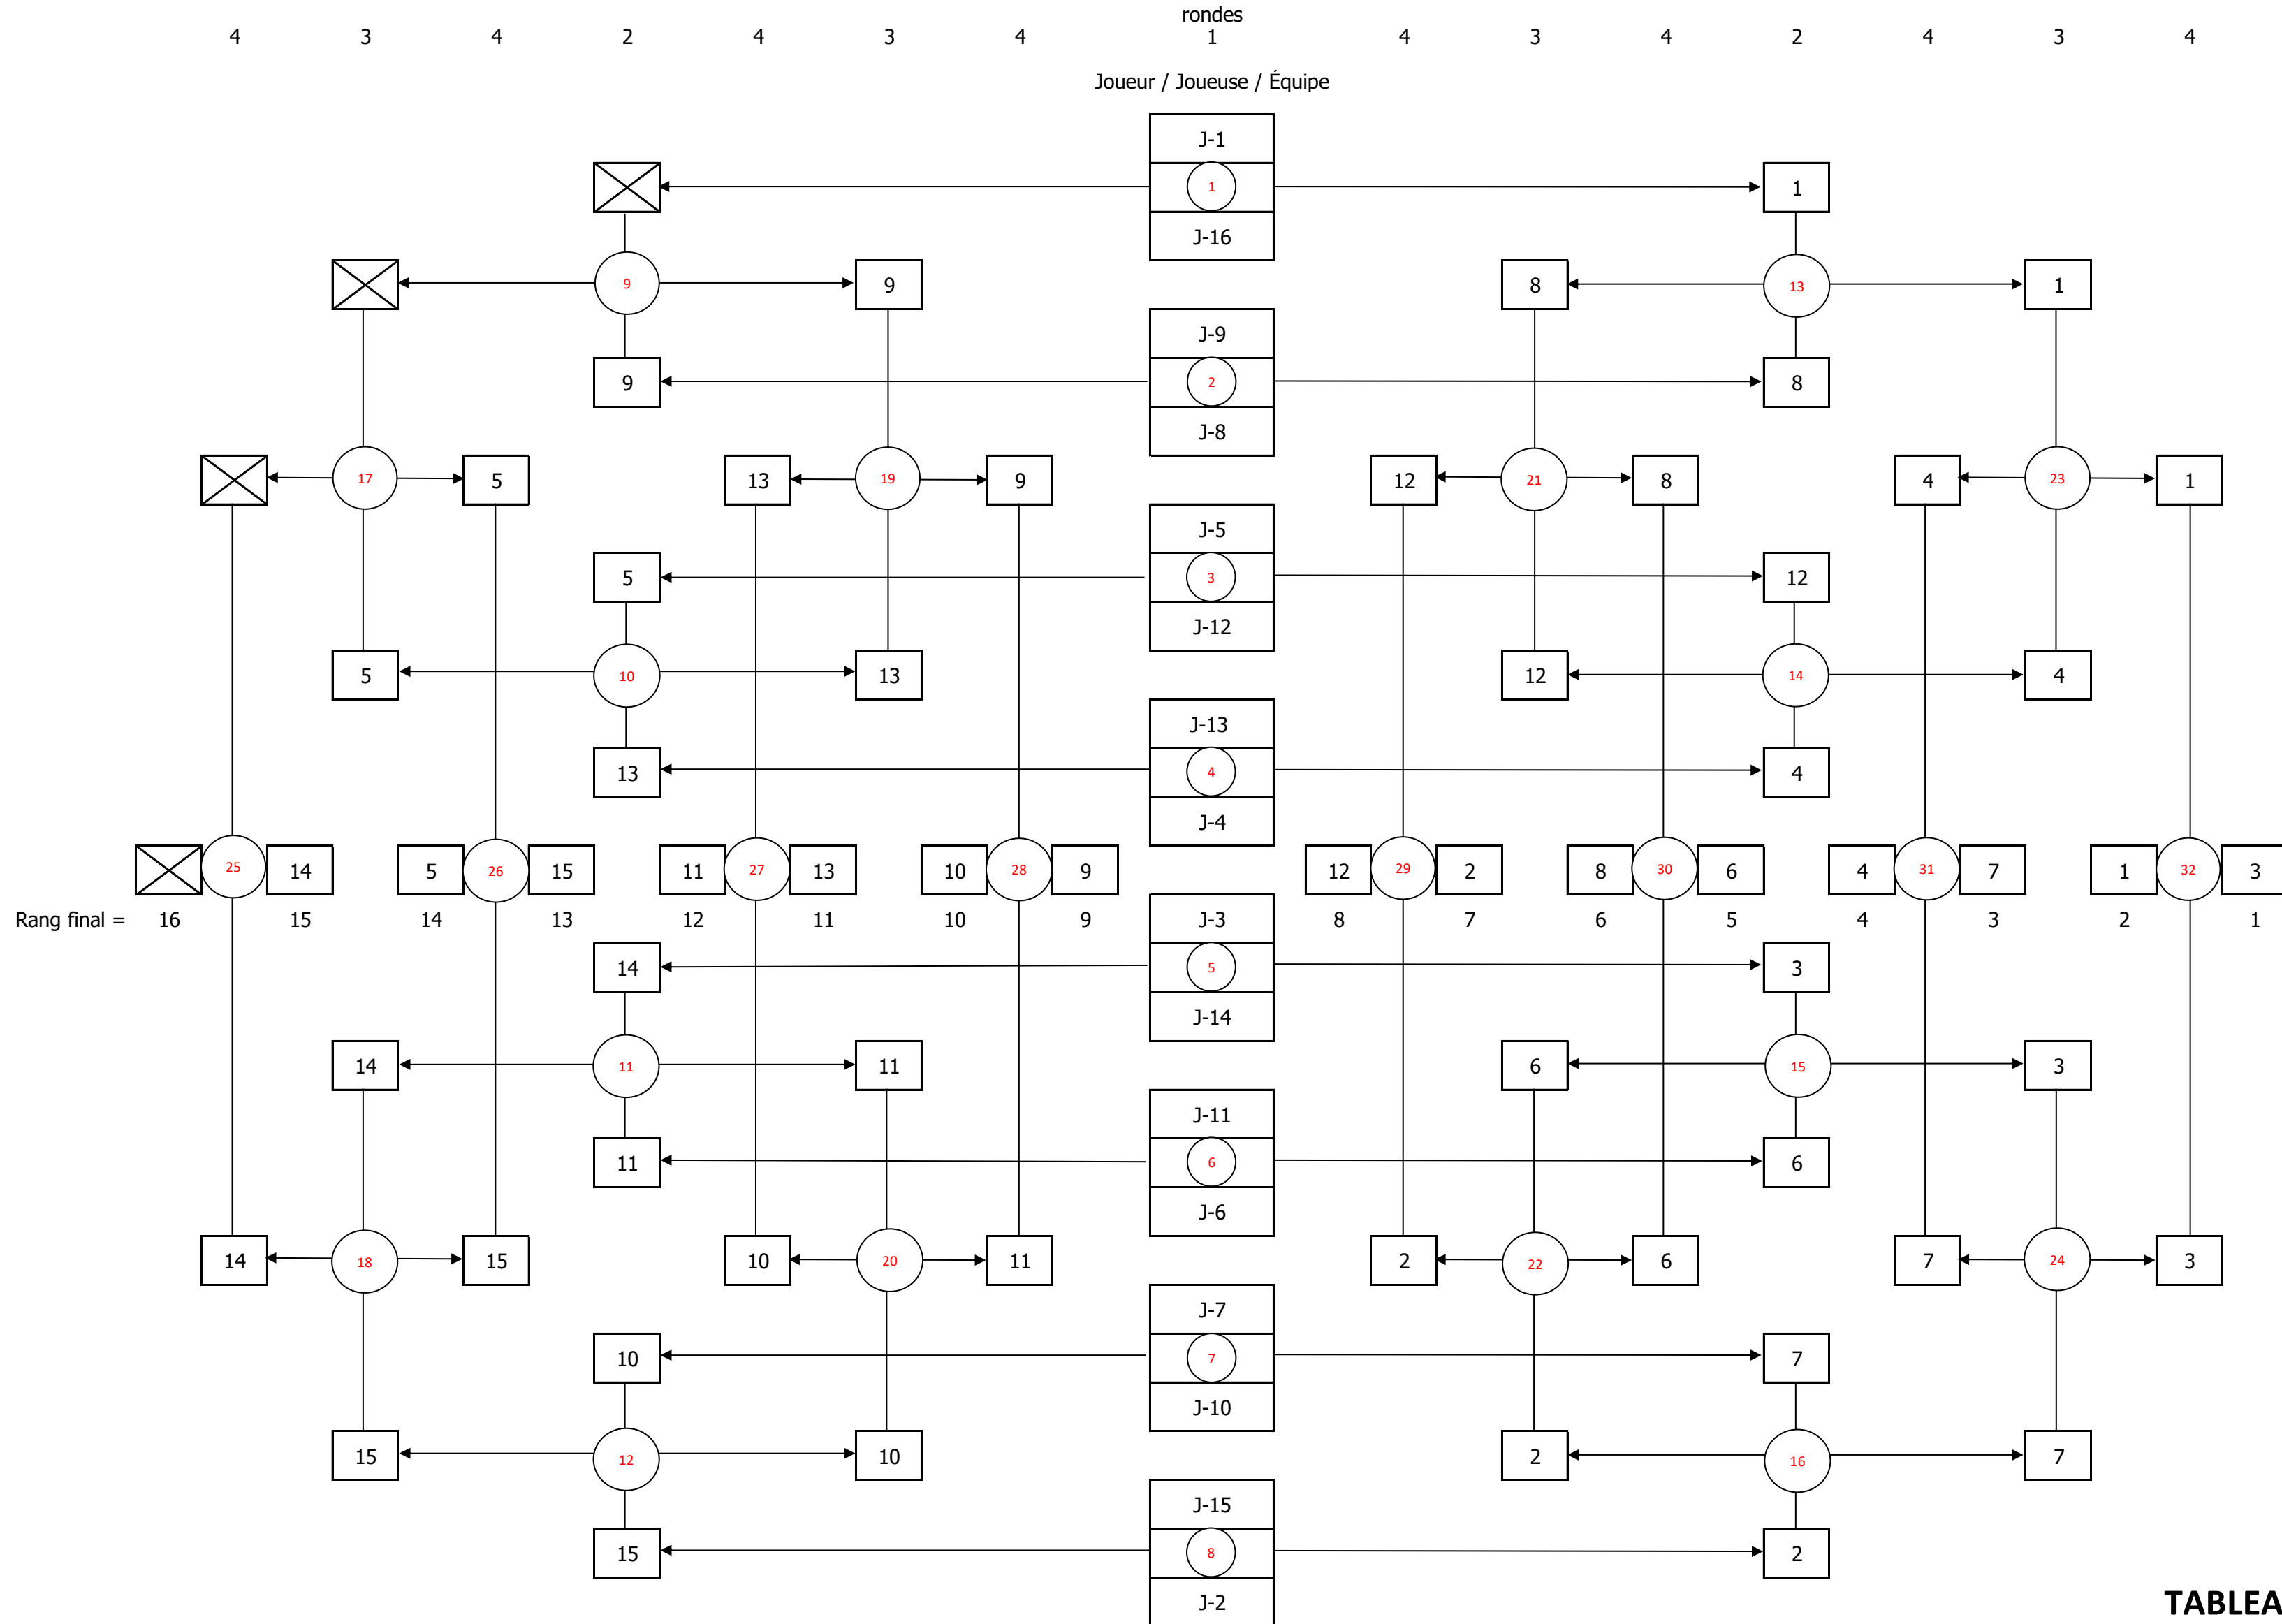 rondes
4 3 4 2 4 3 4 1 4 3 4 2 4 3 4
Joueur / Joueuse / Équipe
J-1
1 1
J-16
9 9 8 13 1
J-9
9 2 8
J-8
17 5 13 19 9 12 21 8 4 23 1
J-5
5 3 12
J-12
5 10 13 12 14 4
J-13
13 4 4
J-4
25 14 5 26 15 11 27 13 10 28 9 12 29 2 8 30 6 4 31 7 1 32 3
Rang final = 16 15 14 13 12 11 10 9 8 7 6 5 4 3 2 1
J-3
14 5 3
J-14
14 11 11 6 15 3
J-11
11 6 6
J-6
14 18 15 10 20 11 2 22 6 7 24 3
J-7
10 7 7
J-10
15 12 10 2 16 7
J-15
15 8 2
J-2
TABLEA